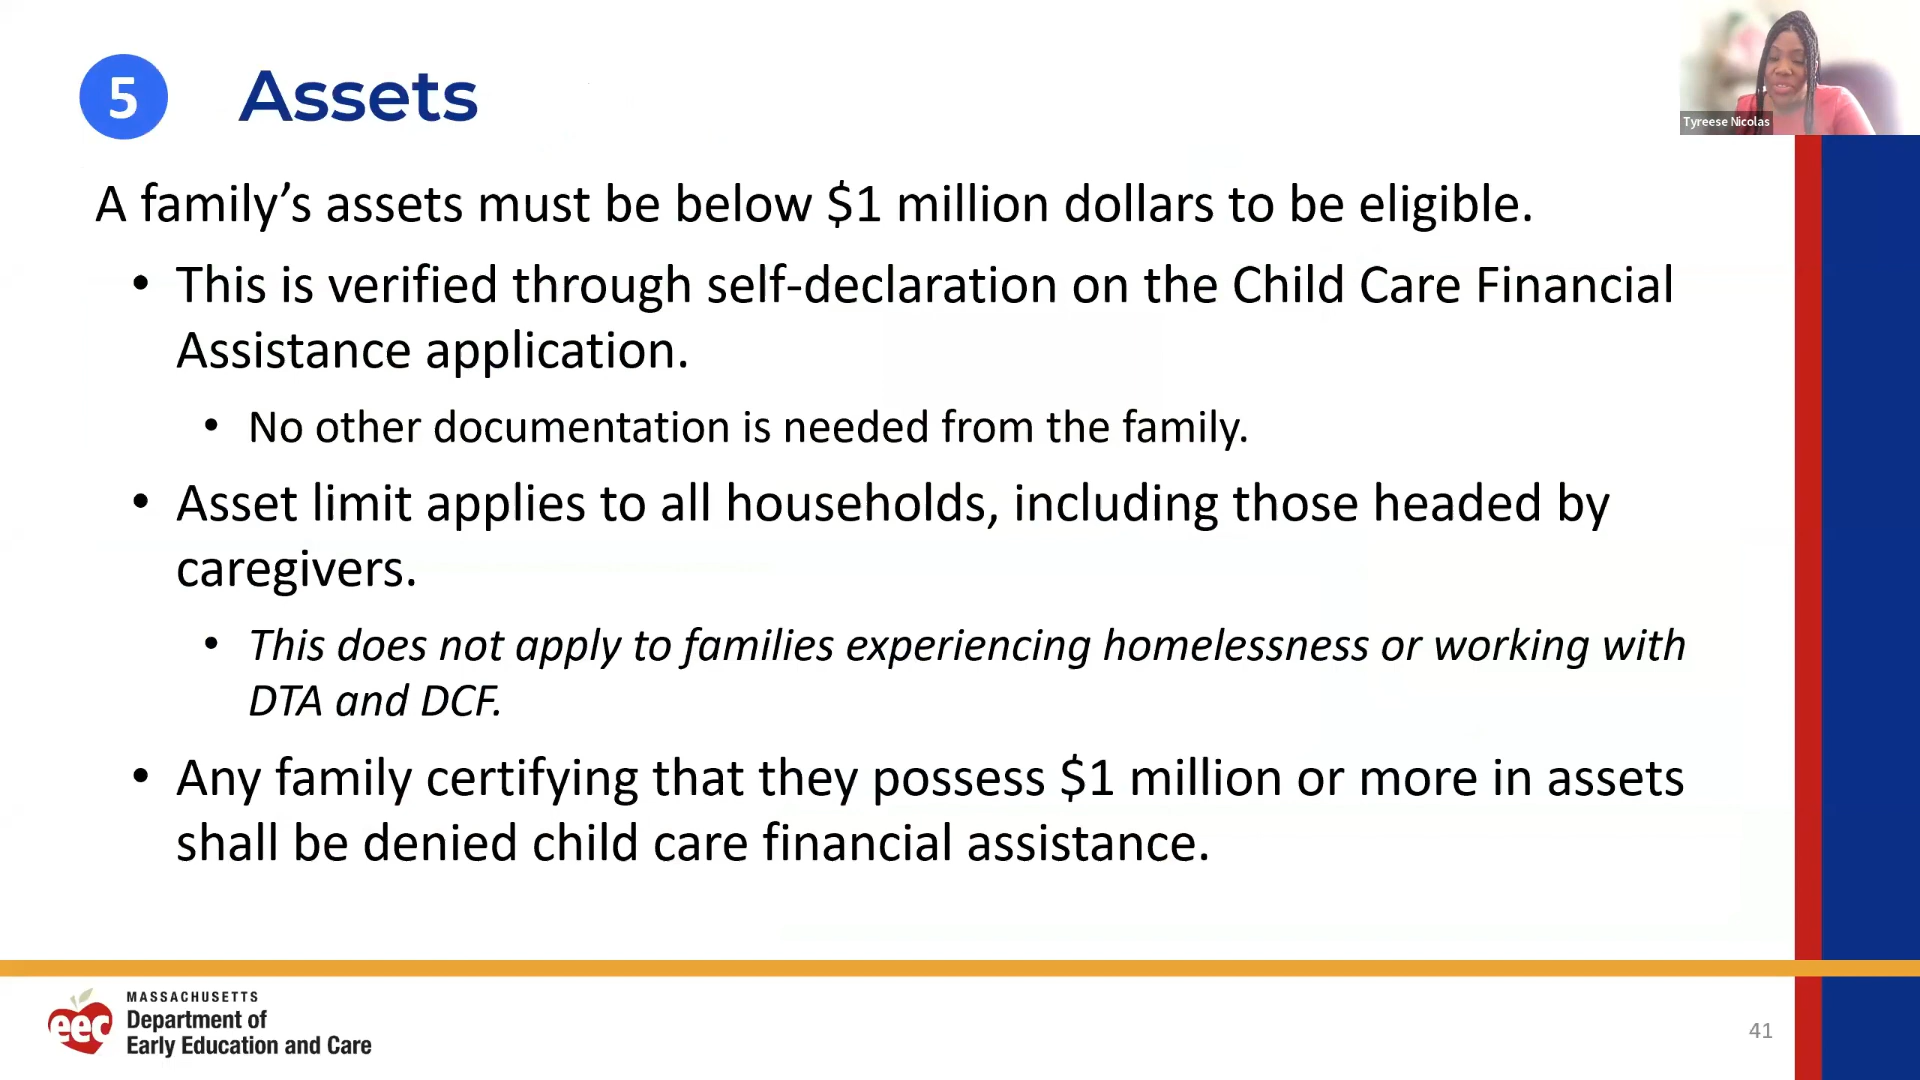 5 Assets
Tyreese Nicolas
A family’s assets must be below $1 million dollars to be eligible.
• This is verified through self-declaration on the Child Care Financial
Assistance application.
• No other documentation is needed from the family.
• Asset limit applies to all households, including those headed by
caregivers.
• This does not apply to families experiencing homelessness or working with
DTA and DCF.
• Any family certifying that they possess $1 million or more in assets
shall be denied child care financial assistance.
eec
MASSACHUSETTS
Department of
Early Education and Care
41